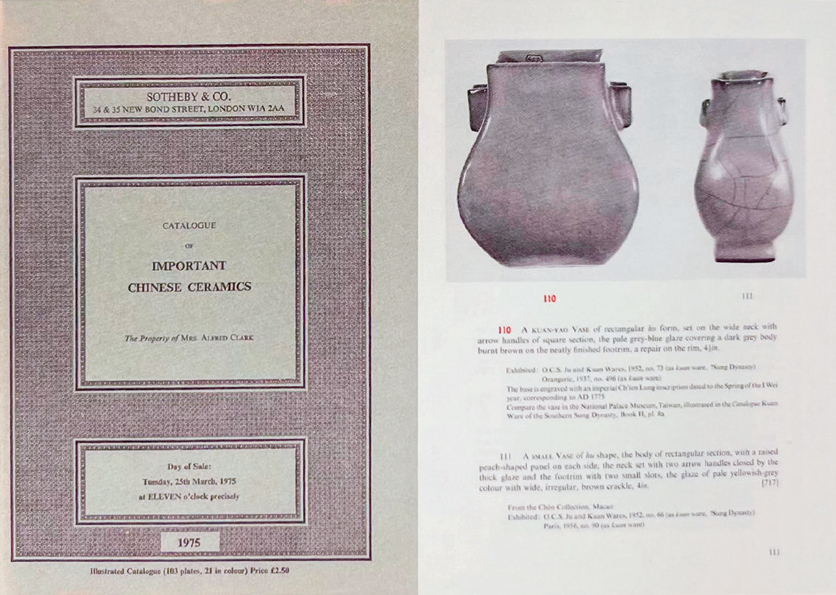 SOTHEBY & CO.
34 & 35 NEW BOND STREET, LONDON W1A 2AA
CATALOGUE
OF
IMPORTANT
CHINESE CERAMICS
The Property of MRS. ALFRED CLARK
Day of Sale:
Tuesday, 25th March, 1975
at ELEVEN o'clock precisely
1975
Illustrated Catalogue (103 plates, 21 in colour) Price £2.50
110
111
110 A KUAN-YAO VASE of rectangular hu form, set on the wide neck with
arrow handles of square section, the pale grey-blue glaze covering a dark grey body
burnt brown on the neatly finished footrim, a repair on the rim, 4½in.
Exhibited: O.C.S. Ju and Kuan Wares, 1952, no. 73 (as kuan ware, 'Sung Dynasty)
Orangerie, 1937, no. 496 (as kuan ware)
The base is engraved with an imperial Ch'ien Lung inscription dated to the Spring of the I Wei
year, corresponding to AD 1775
Compare the vase in the National Palace Museum, Taiwan, illustrated in the Catalogue Kuan
Ware of the Southern Sung Dynasty, Book II, pl. 8a
111 A SMALL VASE of hu shape, the body of rectangular section, with a raised
peach-shaped panel on each side, the neck set with two arrow handles closed by the
thick glaze and the footrim with two small slots, the glaze of pale yellowish-grey
colour with wide, irregular, brown crackle, 4in. [717]
From the Chên Collection, Macao
Exhibited: O.C.S. Ju and Kuan Wares, 1952, no. 66 (as kuan ware, 'Sung Dynasty)
Paris, 1956, no. 90 (as kuan ware)
111